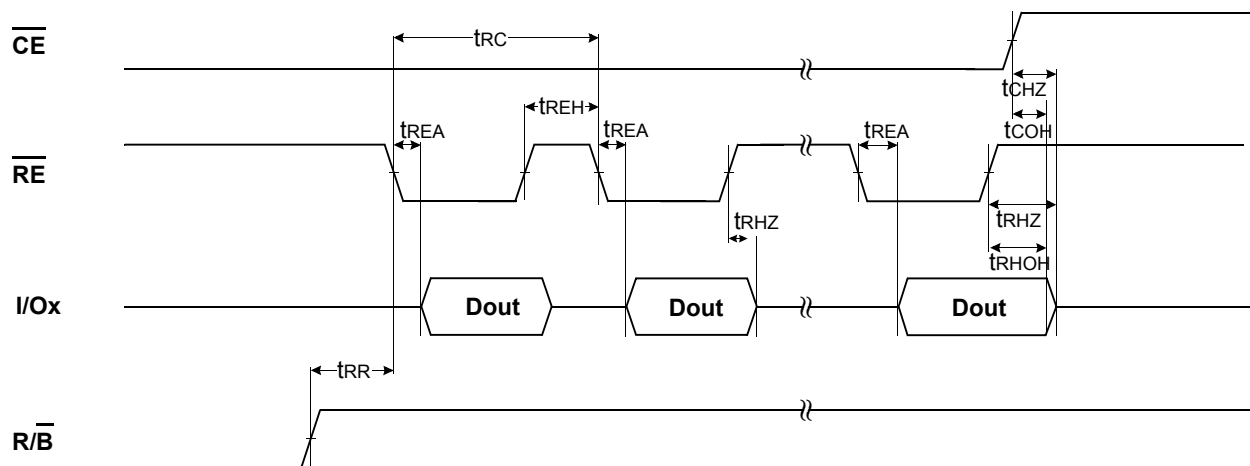 CE
tRC
tCHZ
tREH
tREA
tREA
tREA
tCOH
RE
tRHZ
tRHZ
tRHOH
I/Ox
Dout
Dout
Dout
tRR
R/B